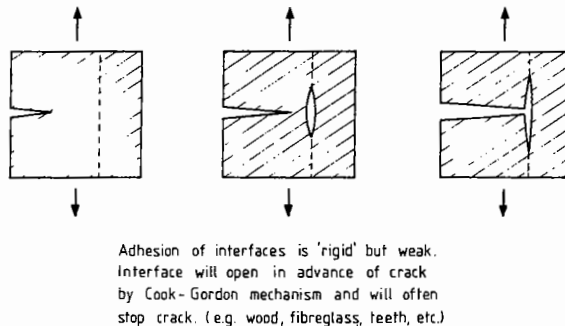 Adhesion of interfaces is 'rigid' but weak.
Interface will open in advance of crack
by Cook-Gordon mechanism and will often
stop crack. (e.g. wood, fibreglass, teeth, etc.)